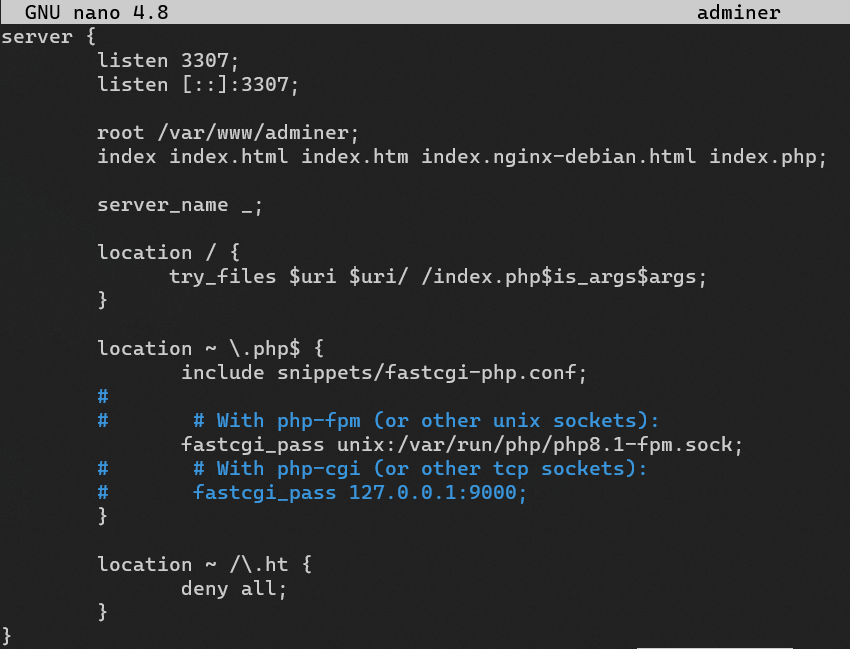 GNU nano 4.8 adminer
server {
listen 3307;
listen [::]:3307;
root /var/www/adminer;
index index.html index.htm index.nginx-debian.html index.php;
server_name _;
location / {
try_files $uri $uri/ /index.php$is_args$args;
}
location ~ \.php$ {
include snippets/fastcgi-php.conf;
#
# # With php-fpm (or other unix sockets):
fastcgi_pass unix:/var/run/php/php8.1-fpm.sock;
# # With php-cgi (or other tcp sockets):
# fastcgi_pass 127.0.0.1:9000;
}
location ~ /\.ht {
deny all;
}
}